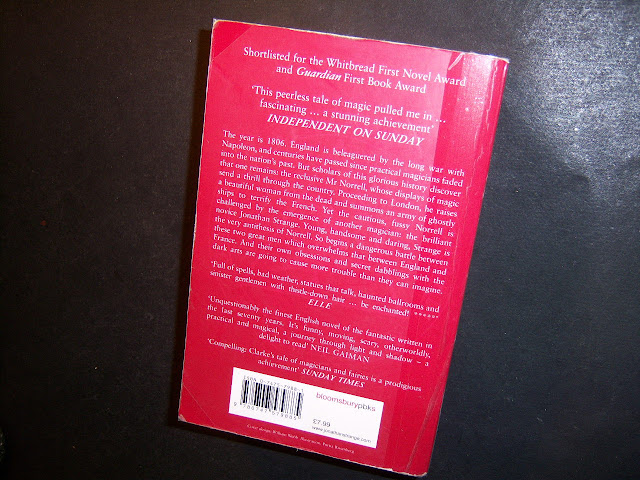 Shortlisted for the Whitbread First Novel Award
and Guardian First Book Award
'This peerless tale of magic pulled me in ...
fascinating ... a stunning achievement'
INDEPENDENT ON SUNDAY
The year is 1806. England is beleaguered by the long war with
Napoleon, and centuries have passed since practical magicians faded
into the nation's past. But scholars of this glorious history discover
that one remains: the reclusive Mr Norrell, whose displays of magic
send a thrill through the country. Proceeding to London, he raises
a beautiful woman from the dead and summons an army of ghostly
ships to terrify the French. Yet the cautious, fussy Norrell is
challenged by the emergence of another magician: the brilliant
novice Jonathan Strange. Young, handsome and daring, Strange is
the very antithesis of Norrell. So begins a dangerous battle between
these two great men which overwhelms that between England and
France. And their own obsessions and secret dabblings with the
dark arts are going to cause more trouble than they can imagine.
'Full of spells, bad weather, statues that talk, haunted ballrooms and
sinister gentlemen with thistle-down hair ... be enchanted' *****
ELLE
'Unquestionably the finest English novel of the fantastic written in
the last seventy years. It's funny, moving, scary, otherworldly,
practical and magical, a journey through light and shadow – a
delight to read' NEIL GAIMAN
'Compelling: Clarke's tale of magicians and fairies is a prodigious
achievement' SUNDAY TIMES
bloomsburypbks
£7.99
www.jonathanstrange.com